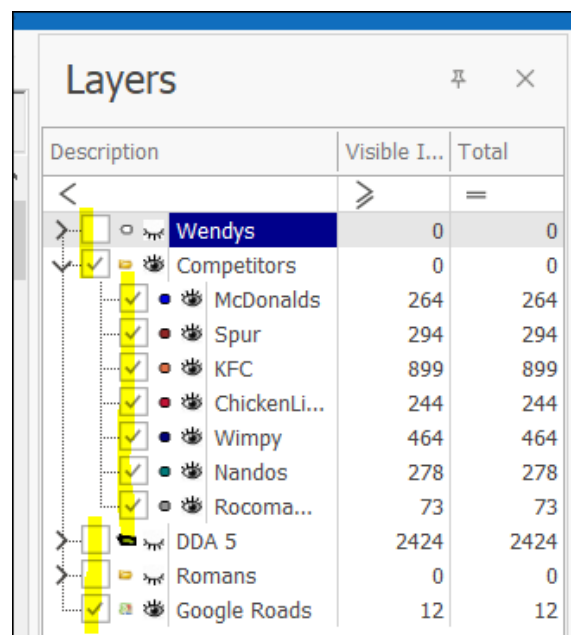 Layers
Description Visible I... Total
< ⩾ =
Wendys 0 0
Competitors 0 0
McDonalds 264 264
Spur 294 294
KFC 899 899
ChickenLi... 244 244
Wimpy 464 464
Nandos 278 278
Rocoma... 73 73
DDA 5 2424 2424
Romans 0 0
Google Roads 12 12